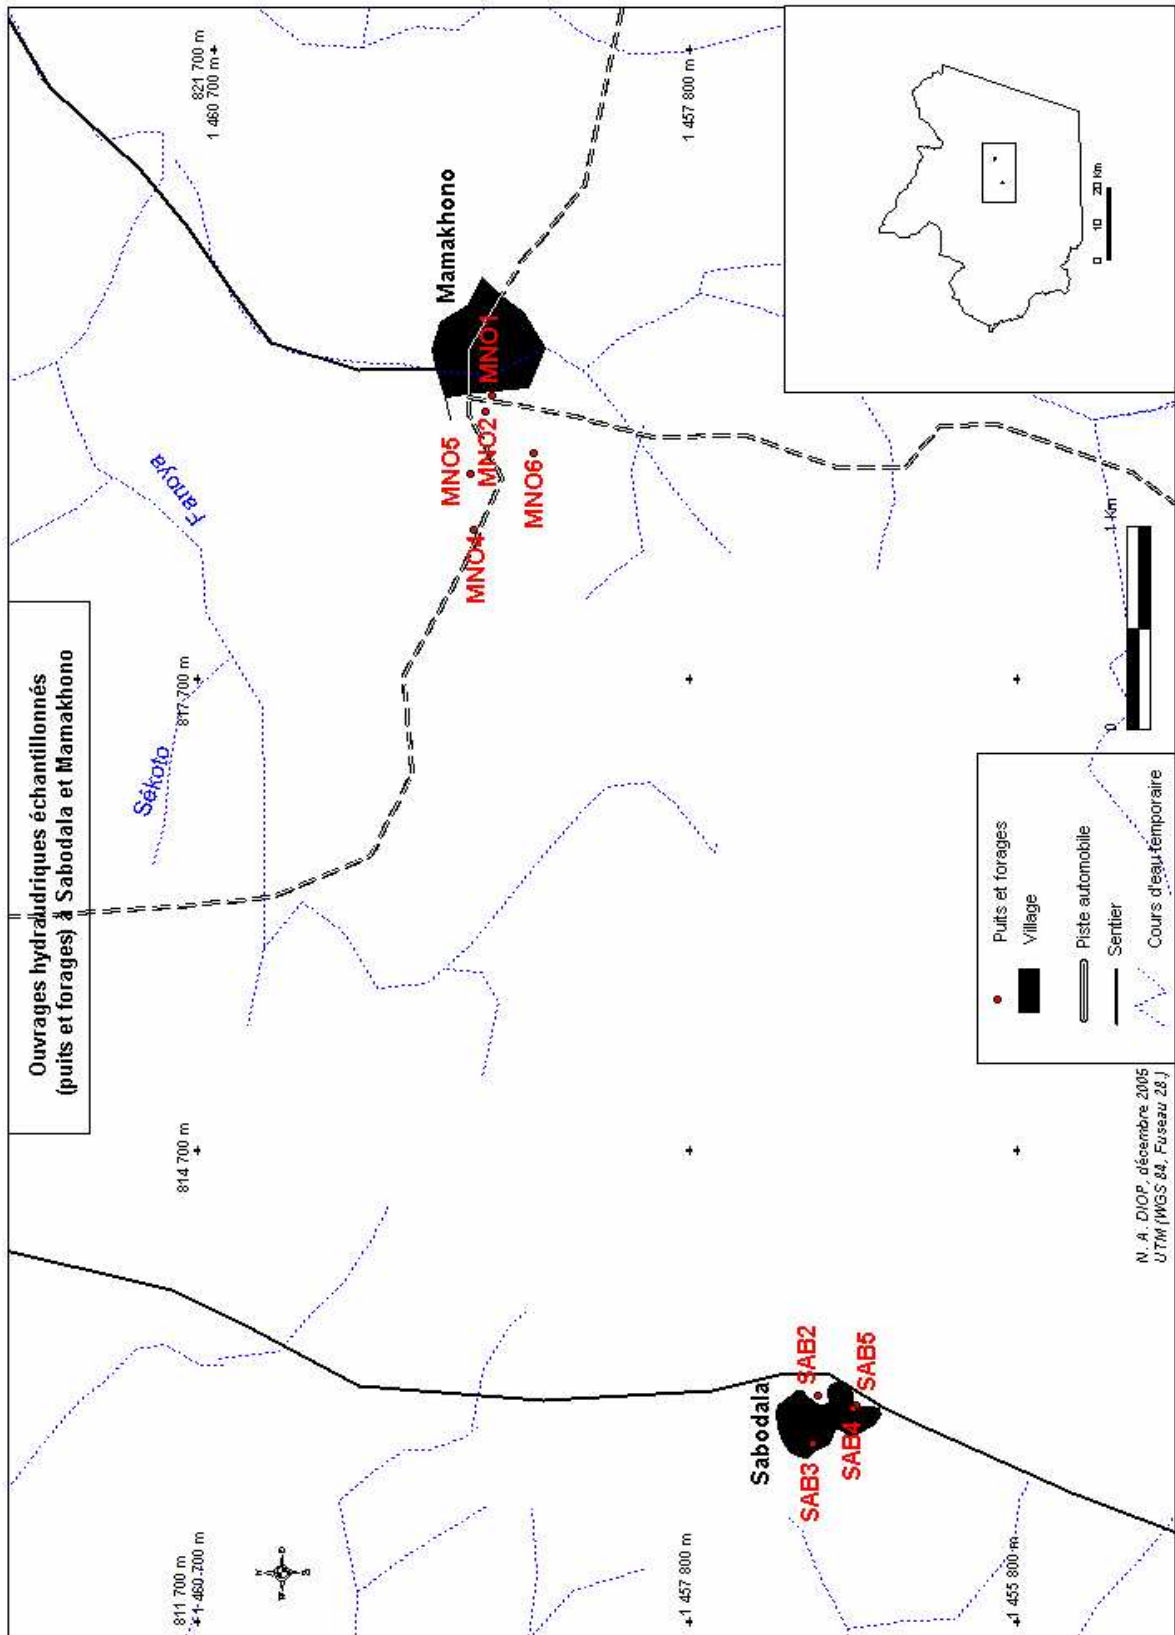 Ouvrages hydraudriques échantillonnés
(puits et forages) à Sabodala et Mamakhono
811 700 m
1 460 700 m
814 700 m
817 700 m
821 700 m
1 460 700 m
Sékoto
Fanoya
Mamakhono
MNO4
MNO5
MNO2
MNO1
MNO6
1 457 800 m
1 457 800 m
Sabodala
SAB3
SAB2
SAB4
SAB5
1 455 800 m
N. A. DIOP, décembre 2005
UTM (WGS 84, Fuseau 28.)
Puits et forages
Village
Piste automobile
Sentier
Cours d'eau temporaire
0 1 Km
0 10 20 Km